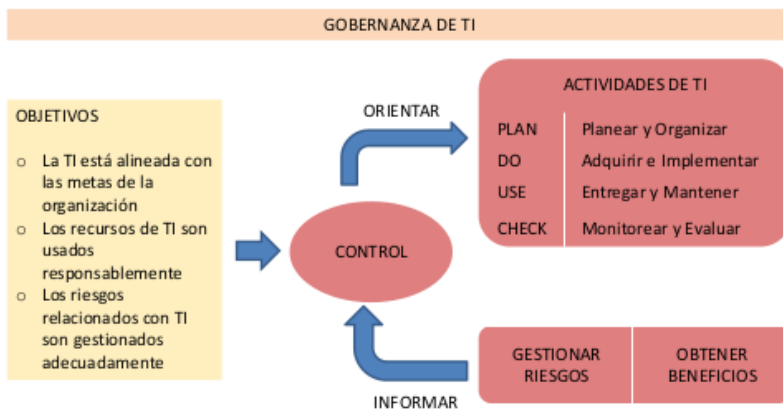 GOBERNANZA DE TI
OBJETIVOS
o La TI está alineada con
las metas de la
organización
o Los recursos de TI son
usados
responsablemente
o Los riesgos
relacionados con TI
son gestionados
adecuadamente
ORIENTAR
CONTROL
INFORMAR
ACTIVIDADES DE TI
PLAN Planear y Organizar
DO Adquirir e Implementar
USE Entregar y Mantener
CHECK Monitorear y Evaluar
GESTIONAR
RIESGOS
OBTENER
BENEFICIOS